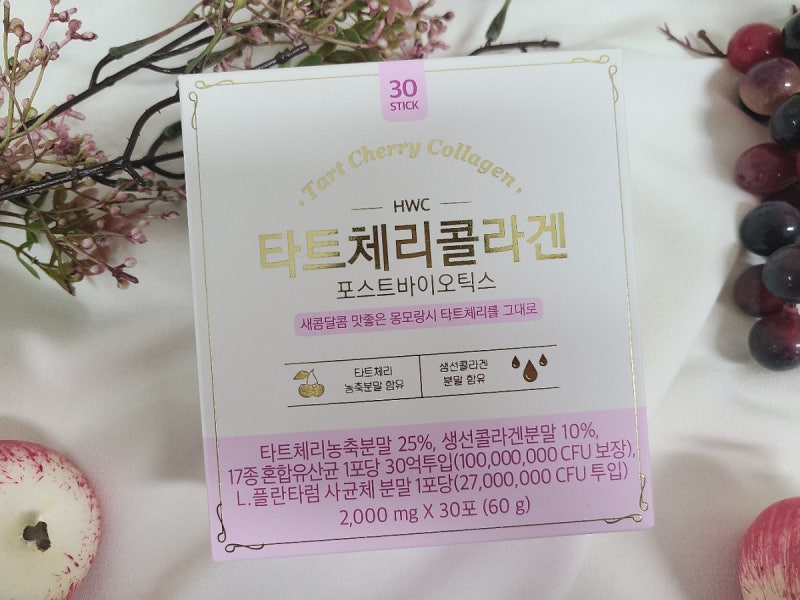 30
STICK
· Tart Cherry Collagen ·
HWC
타트체리콜라겐
포스트바이오틱스
새콤달콤 맛좋은 몽모랑시 타트체리를 그대로
타트체리
농축분말 함유
생선콜라겐
분말 함유
타트체리농축분말 25%, 생선콜라겐분말 10%,
17종 혼합유산균 1포당 30억투입(100,000,000 CFU 보장),
L.플란타럼 사균체 분말 1포당(27,000,000 CFU 투입)
2,000 mg X 30포 (60 g)